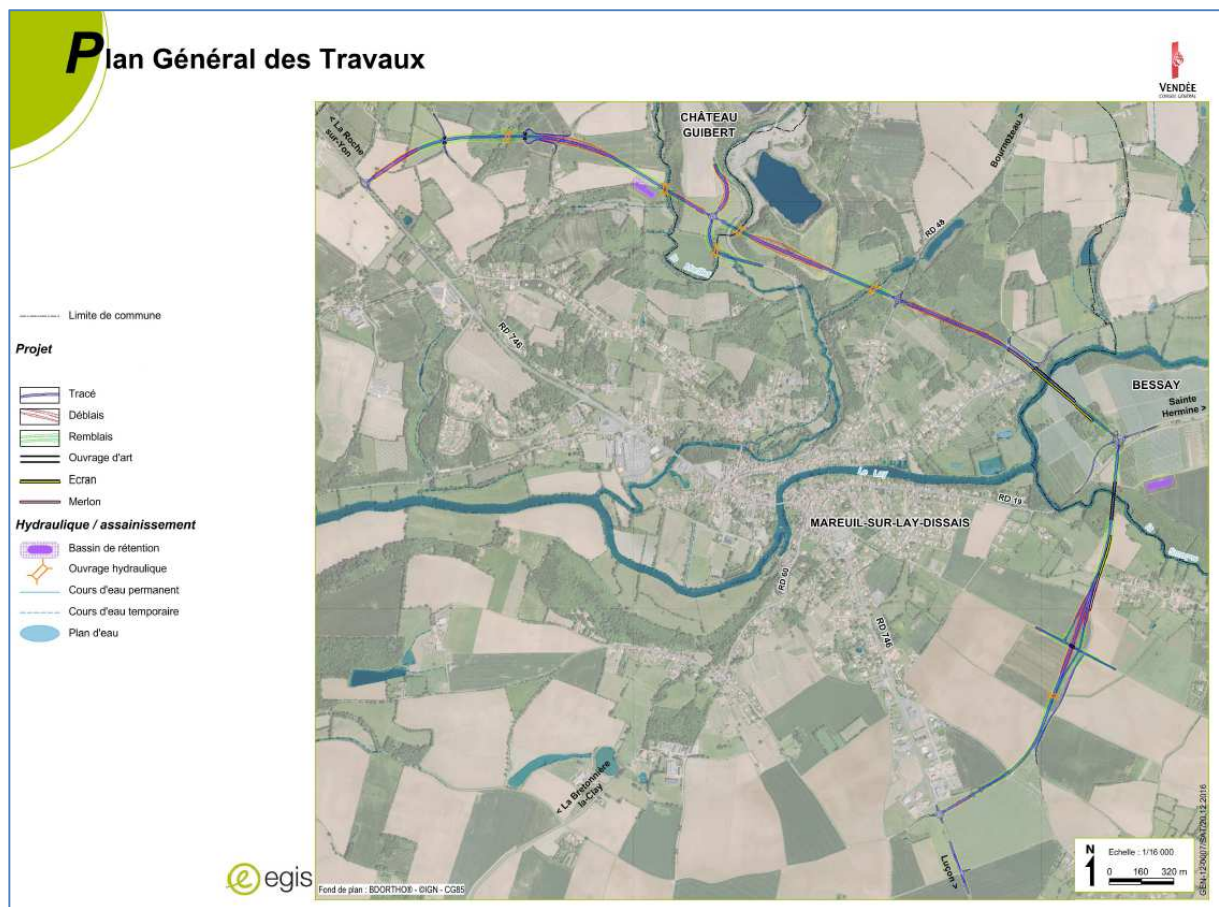 Plan Général des Travaux
VENDÉE
CONSEIL GÉNÉRAL
< La Roche
sur-Yon
CHÂTEAU
GUIBERT
Bournezeau >
RD 48
RD 746
BESSAY
Sainte
Hermine >
Le Lay
RD 19
MAREUIL-SUR-LAY-DISSAIS
RD 60
RD 746
< La Bretonnière
la-Clay
Luçon >
Limite de commune
Projet
Tracé
Déblais
Remblais
Ouvrage d'art
Ecran
Merlon
Hydraulique / assainissement
Bassin de rétention
Ouvrage hydraulique
Cours d'eau permanent
Cours d'eau temporaire
Plan d'eau
egis
Fond de plan : BDORTHO® - ©IGN - CG85
N
Echelle : 1/16 000
0 160 320 m